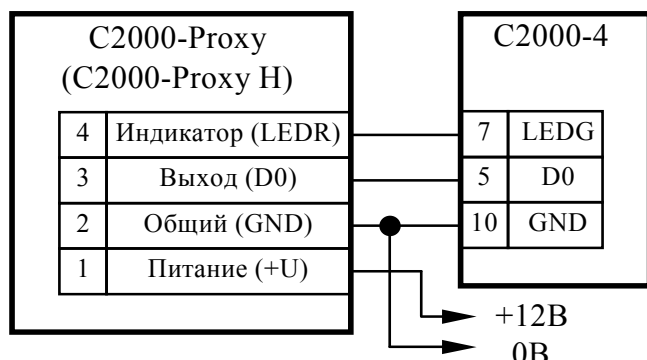 С2000-Proxy
(С2000-Proxy H)
4 Индикатор (LEDR)
3 Выход (D0)
2 Общий (GND)
1 Питание (+U)
С2000-4
7 LEDG
5 D0
10 GND
+12В
0В